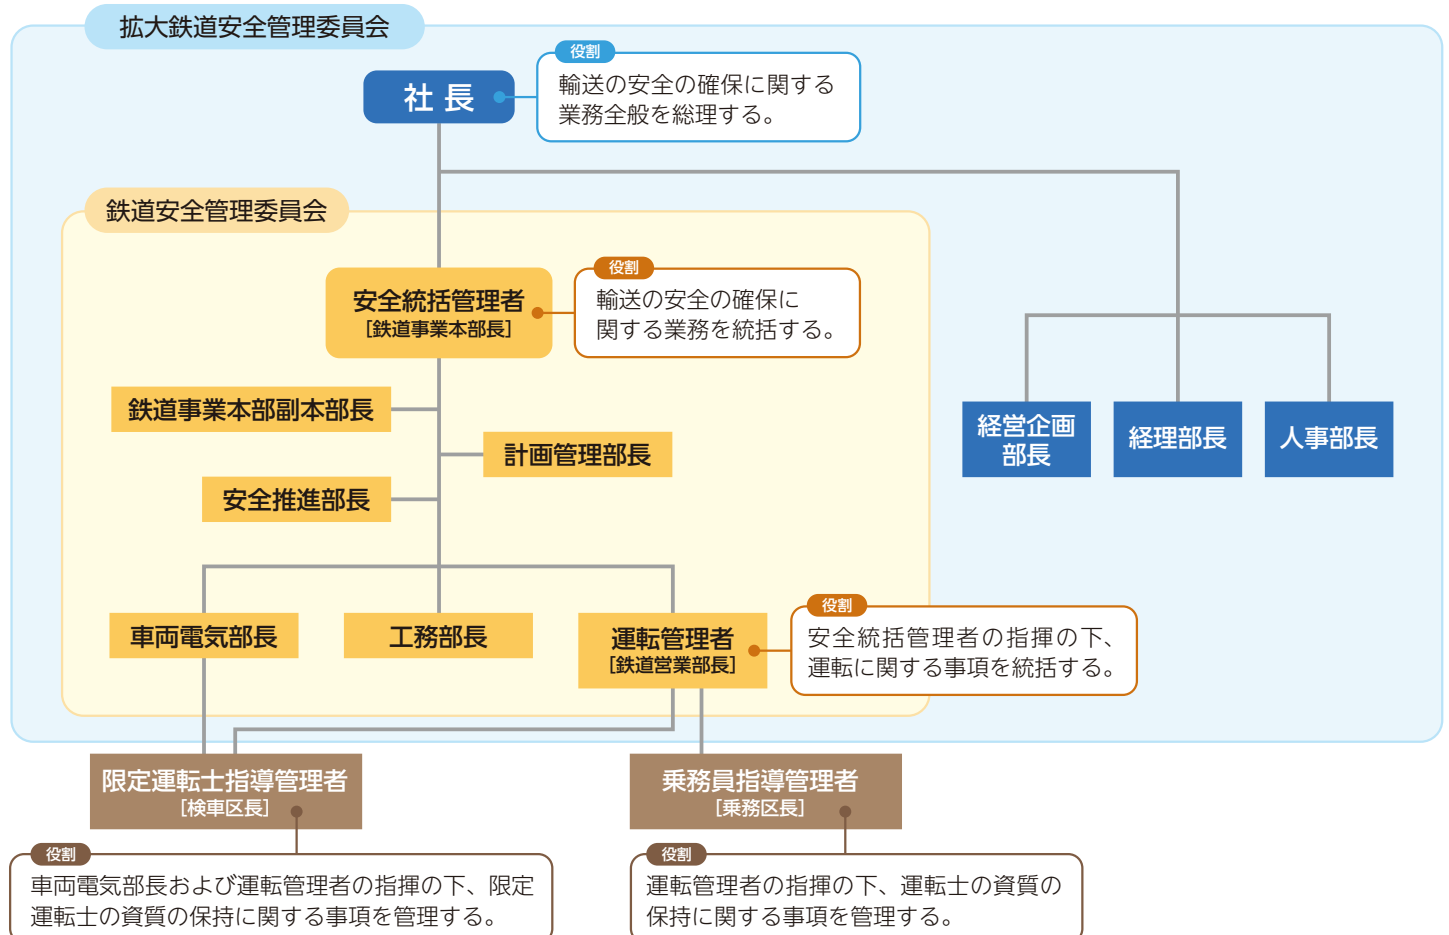 拡大鉄道安全管理委員会
役割
社長
輸送の安全の確保に関する
業務全般を総理する。
鉄道安全管理委員会
役割
安全統括管理者
[鉄道事業本部長]
輸送の安全の確保に
関する業務を統括する。
鉄道事業本部副本部長
計画管理部長
安全推進部長
経営企画
部長
経理部長
人事部長
車両電気部長
工務部長
運転管理者
[鉄道営業部長]
役割
安全統括管理者の指揮の下、
運転に関する事項を統括する。
限定運転士指導管理者
[検車区長]
乗務員指導管理者
[乗務区長]
役割
車両電気部長および運転管理者の指揮の下、限定
運転士の資質の保持に関する事項を管理する。
役割
運転管理者の指揮の下、運転士の資質の
保持に関する事項を管理する。